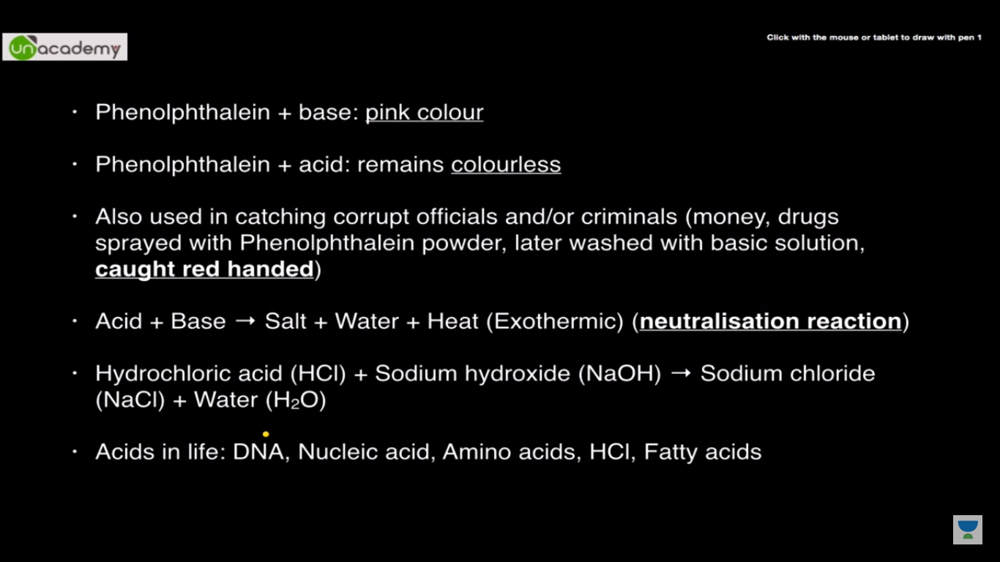 unacademy
Click with the mouse or tablet to draw with pen 1
· Phenolphthalein + base: pink colour
· Phenolphthalein + acid: remains colourless
· Also used in catching corrupt officials and/or criminals (money, drugs
sprayed with Phenolphthalein powder, later washed with basic solution,
caught red handed)
· Acid + Base → Salt + Water + Heat (Exothermic) (neutralisation reaction)
· Hydrochloric acid (HCl) + Sodium hydroxide (NaOH) → Sodium chloride
(NaCl) + Water (H₂O)
· Acids in life: DNA, Nucleic acid, Amino acids, HCl, Fatty acids